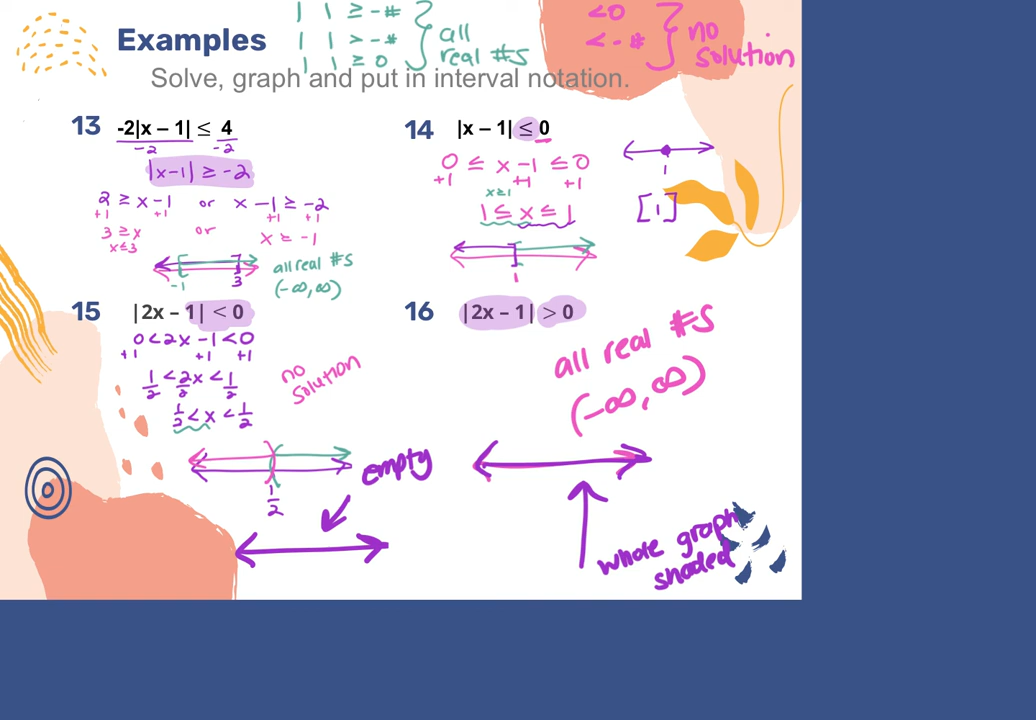 | | ≥ -#
| | > -#
| | ≥ 0
all
real #s
<0
< - #
no
solution
Examples
Solve, graph and put in interval notation.
13 -2|x – 1| ≤ 4
-2 -2
|x-1| ≥ -2
2 ≥ x -1 or x -1 ≥ -2
+1 +1 +1 +1
3 ≥ x or x ≥ -1
x ≤ 3
-1 3
all real #s
(-∞,∞)
14 |x – 1| ≤ 0
0 ≤ x -1 ≤ 0
+1 +1 +1
x≥1
1 ≤ x ≤ 1
1
1
[1]
15 |2x – 1| < 0
0 < 2x -1 < 0
+1 +1 +1
1/2 < 2x/2 < 1/2
1/2 < x < 1/2
no
solution
1/2
empty
16 |2x – 1| > 0
all real #s
(-∞,∞)
whole graph
shaded